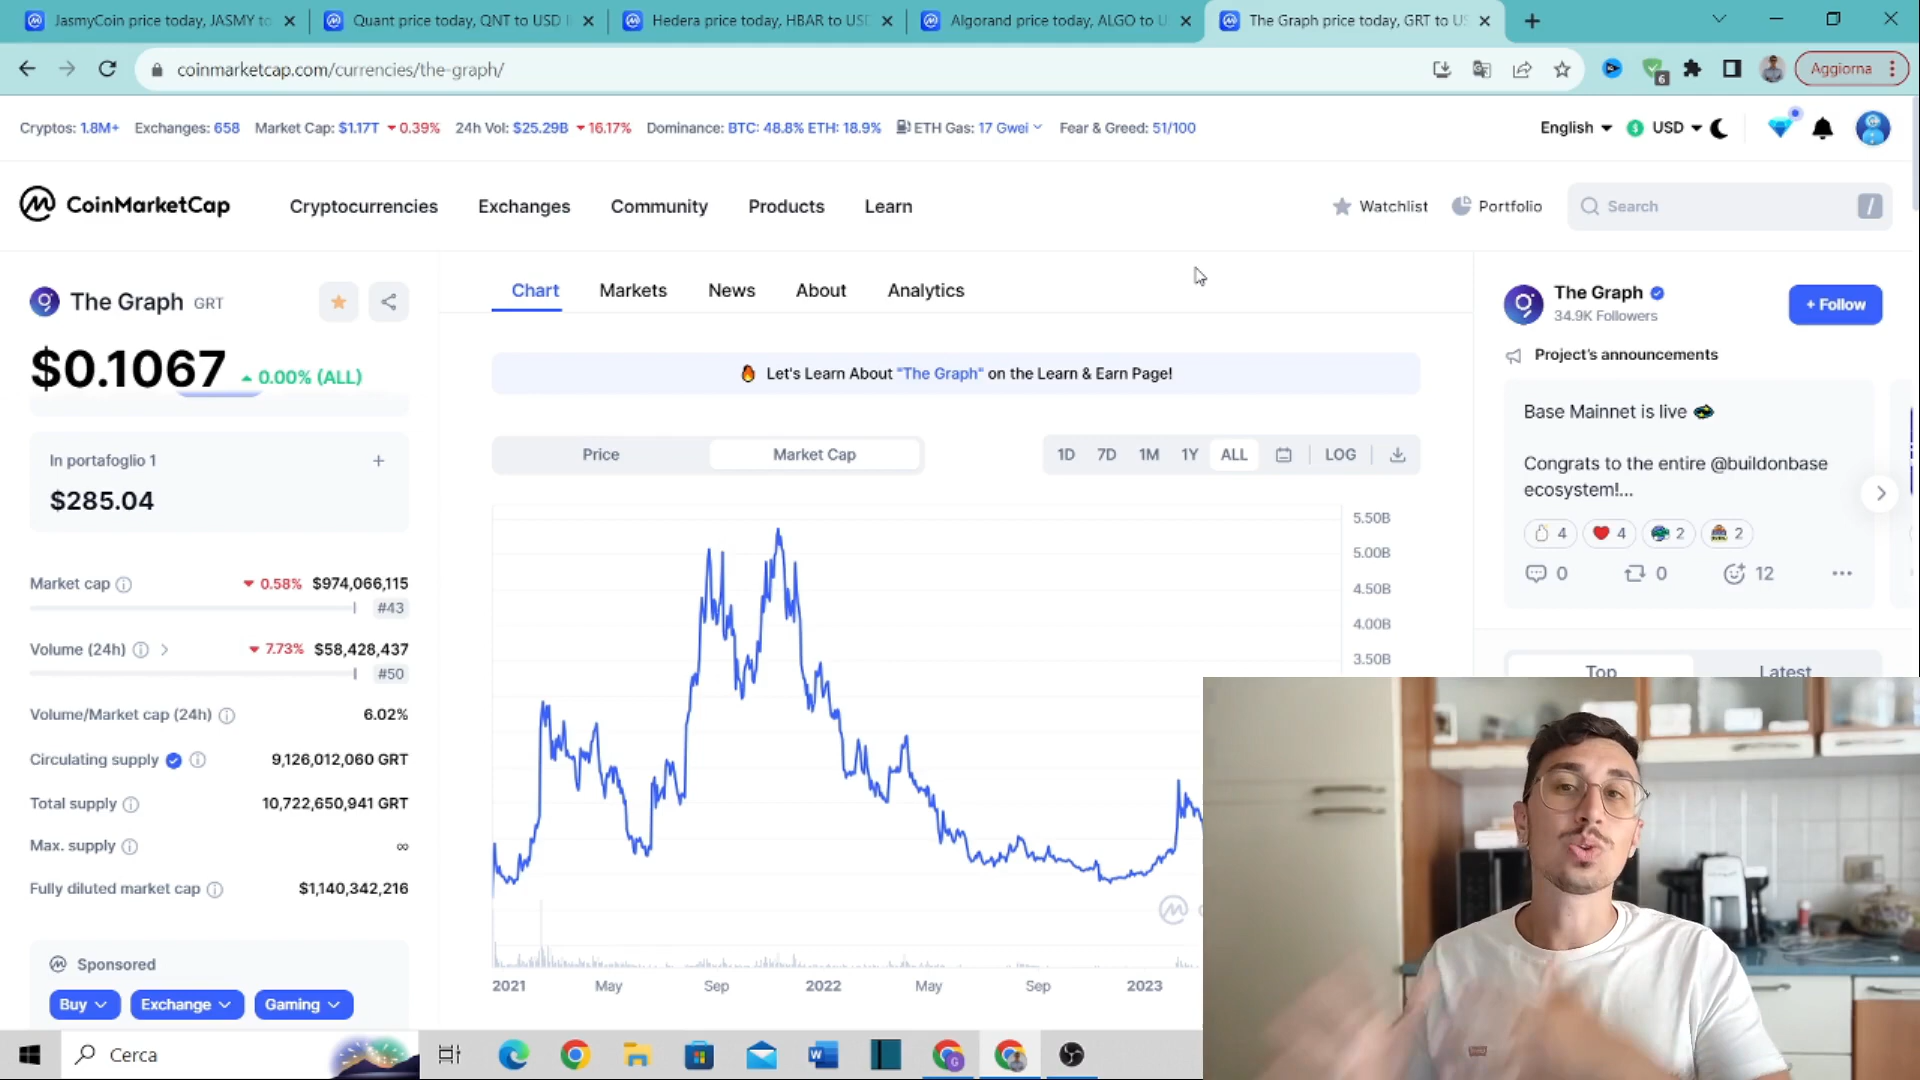 JasmyCoin price today, JASMY to
Quant price today, QNT to USD
Hedera price today, HBAR to USD
Algorand price today, ALGO to U
The Graph price today, GRT to US
coinmarketcap.com/currencies/the-graph/
6
Aggiorna
Cryptos: 1.8M+ Exchanges: 658 Market Cap: $1.17T 0.39% 24h Vol: $25.29B 16.17% Dominance: BTC: 48.8% ETH: 18.9% ETH Gas: 17 Gwei Fear & Greed: 51/100
English USD
CoinMarketCap
Cryptocurrencies Exchanges Community Products Learn
Watchlist Portfolio Search /
The Graph GRT
$0.1067 0.00% (ALL)
In portafoglio 1 +
$285.04
Market cap 0.58% $974,066,115
#43
Volume (24h) 7.73% $58,428,437
#50
Volume/Market cap (24h) 6.02%
Circulating supply 9,126,012,060 GRT
Total supply 10,722,650,941 GRT
Max. supply ∞
Fully diluted market cap $1,140,342,216
Sponsored
Buy Exchange Gaming
Chart Markets News About Analytics
Let's Learn About "The Graph" on the Learn & Earn Page!
Price Market Cap
1D 7D 1M 1Y ALL LOG
5.50B
5.00B
4.50B
4.00B
3.50B
2021 May Sep 2022 May Sep 2023
The Graph
34.9K Followers
+ Follow
Project's announcements
Base Mainnet is live
Congrats to the entire @buildonbase
ecosystem!...
4 4 2 2
0 0 12
Top Latest
Cerca